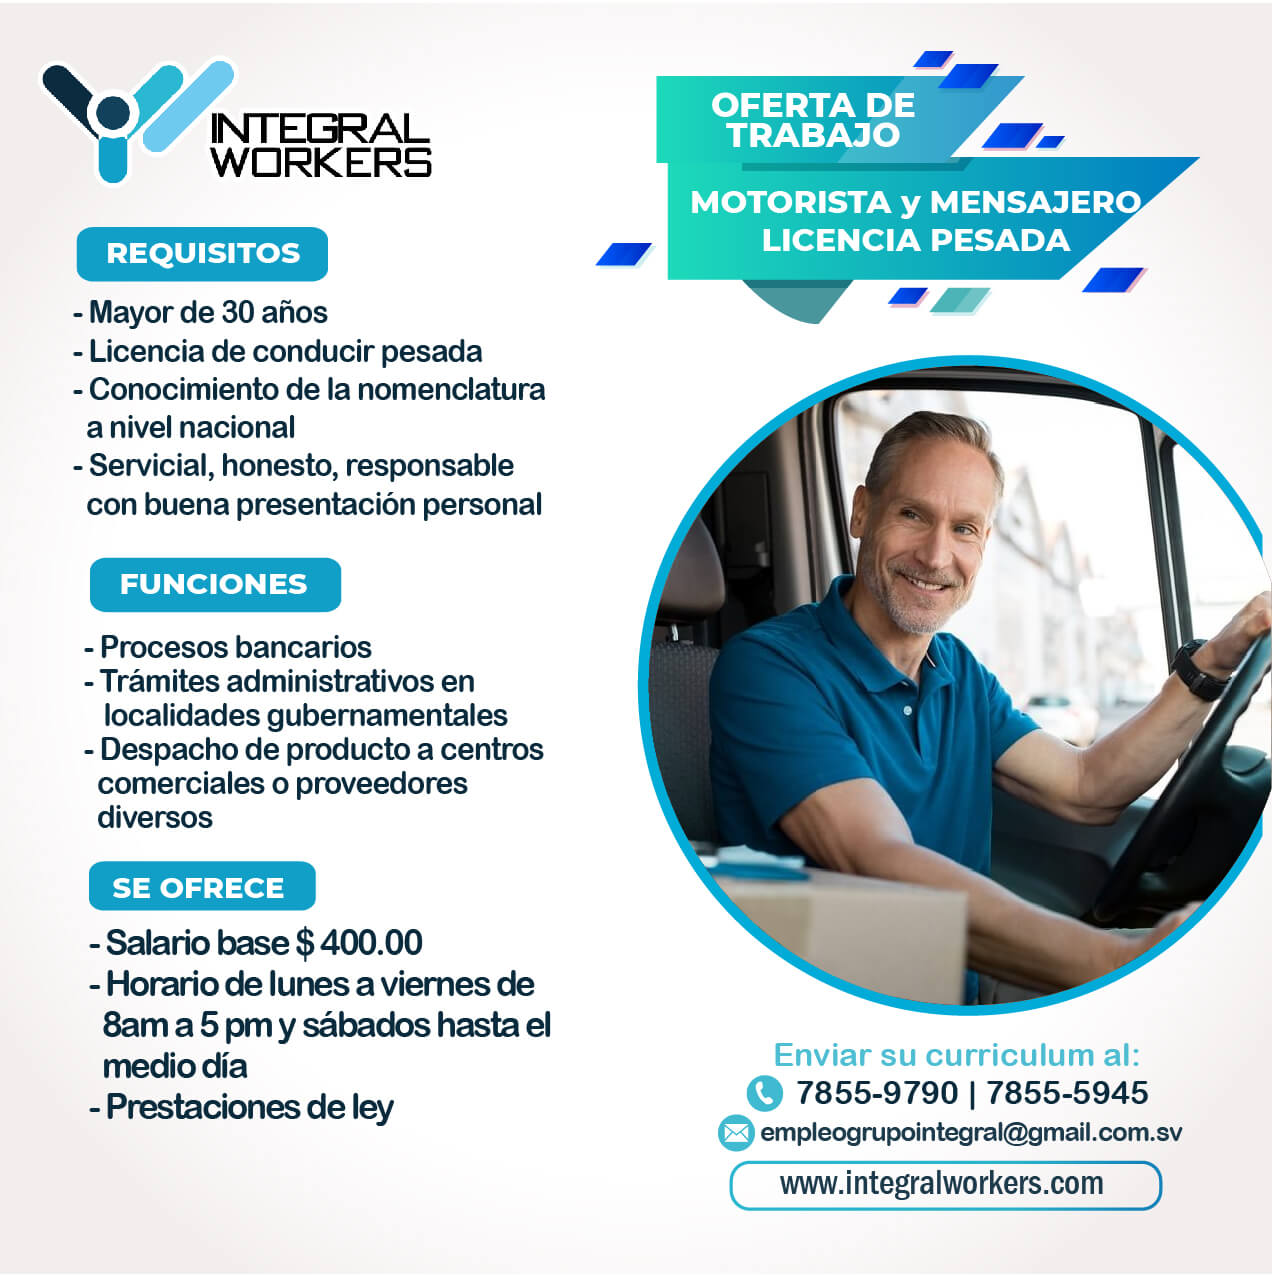 INTEGRAL
WORKERS
OFERTA DE
TRABAJO
MOTORISTA y MENSAJERO
LICENCIA PESADA
REQUISITOS
- Mayor de 30 años
- Licencia de conducir pesada
- Conocimiento de la nomenclatura
a nivel nacional
- Servicial, honesto, responsable
con buena presentación personal
FUNCIONES
- Procesos bancarios
- Trámites administrativos en
localidades gubernamentales
- Despacho de producto a centros
comerciales o proveedores
diversos
SE OFRECE
- Salario base $ 400.00
- Horario de lunes a viernes de
8am a 5 pm y sábados hasta el
medio día
- Prestaciones de ley
Enviar su curriculum al:
7855-9790 | 7855-5945
empleogrupointegral@gmail.com.sv
www.integralworkers.com